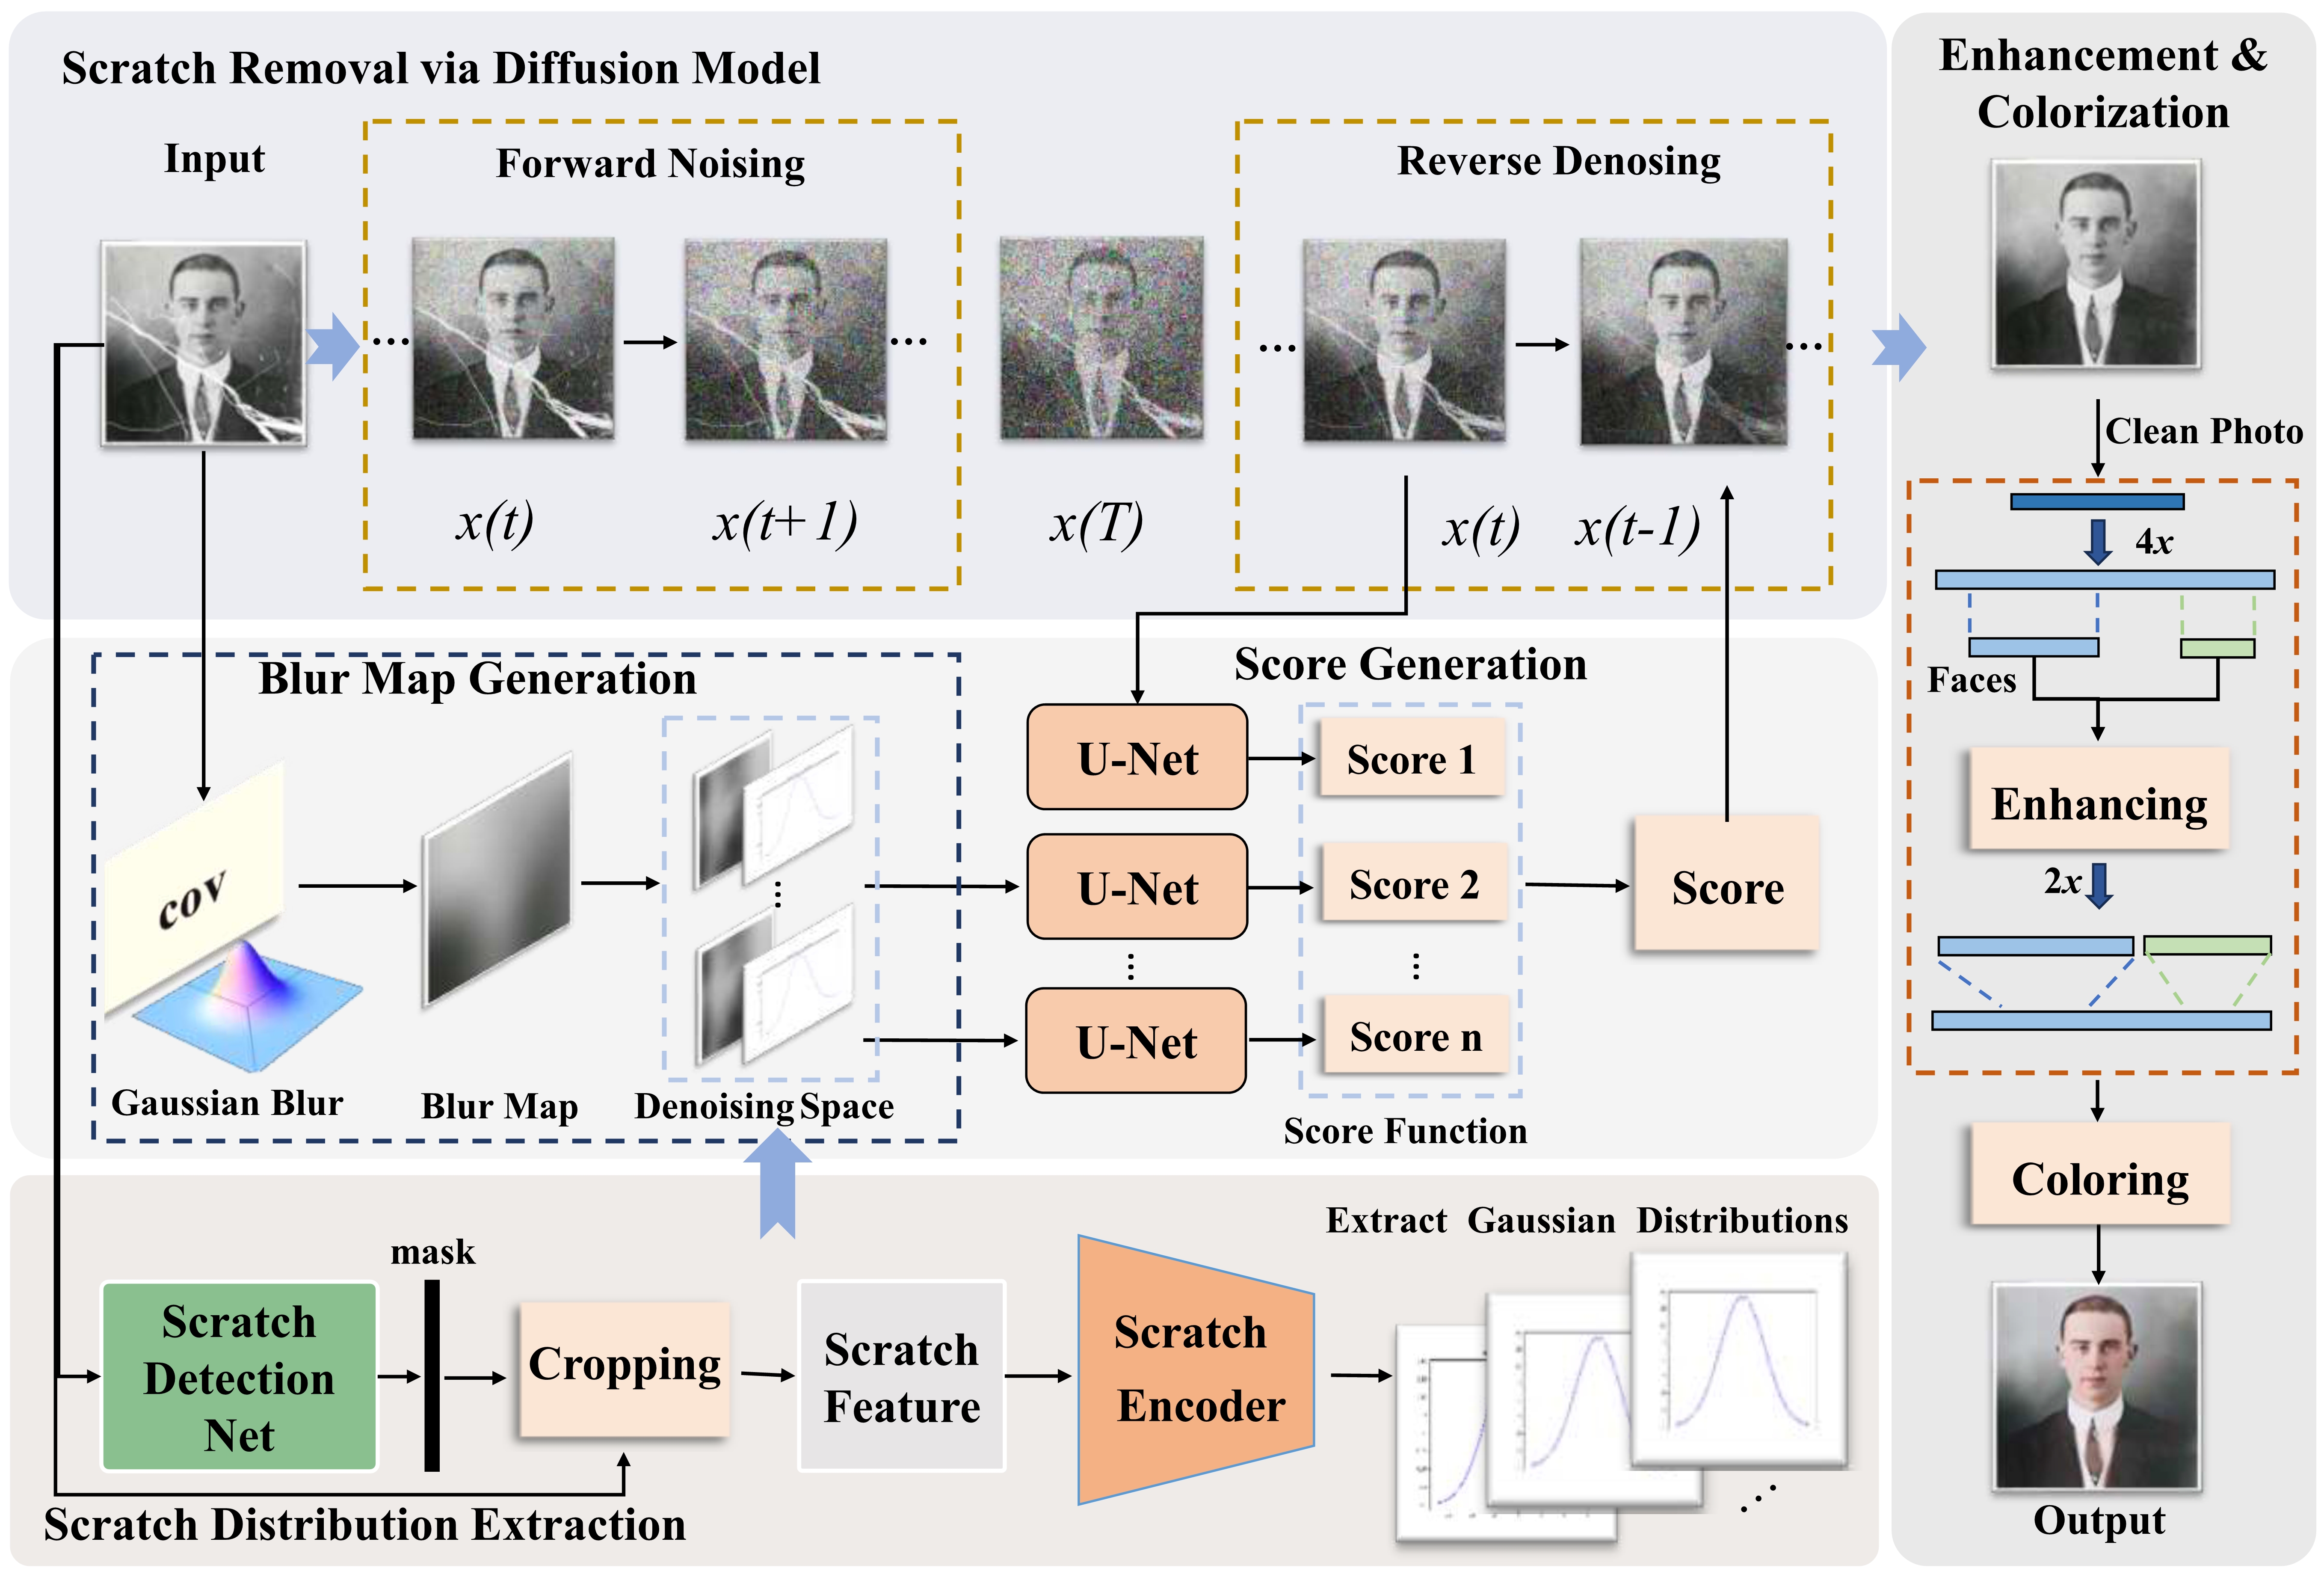 Scratch Removal via Diffusion Model
Input
Forward Noising
Reverse Denosing
x(t)
x(t+1)
x(T)
x(t)
x(t-1)
Blur Map Generation
cov
Gaussian Blur
Blur Map
Denoising Space
Score Generation
U-Net
U-Net
U-Net
Score 1
Score 2
Score n
Score Function
Score
mask
Scratch
Detection
Net
Cropping
Scratch
Feature
Scratch
Encoder
Extract Gaussian Distributions
Scratch Distribution Extraction
Enhancement &
Colorization
Clean Photo
4x
Faces
Enhancing
2x
Coloring
Output